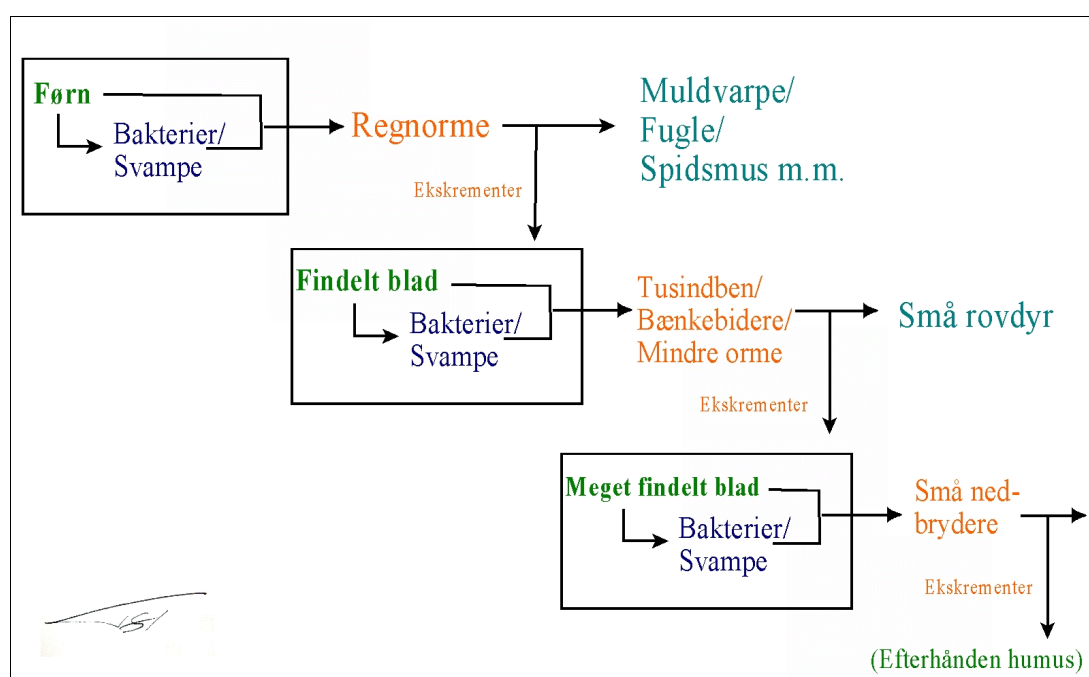 Førn
Bakterier/
Svampe
Regnorme
Muldvarpe/
Fugle/
Spidsmus m.m.
Ekskrementer
Findelt blad
Bakterier/
Svampe
Tusindben/
Bænkebidere/
Mindre orme
Små rovdyr
Ekskrementer
Meget findelt blad
Bakterier/
Svampe
Små ned-
brydere
Ekskrementer
(Efterhånden humus)